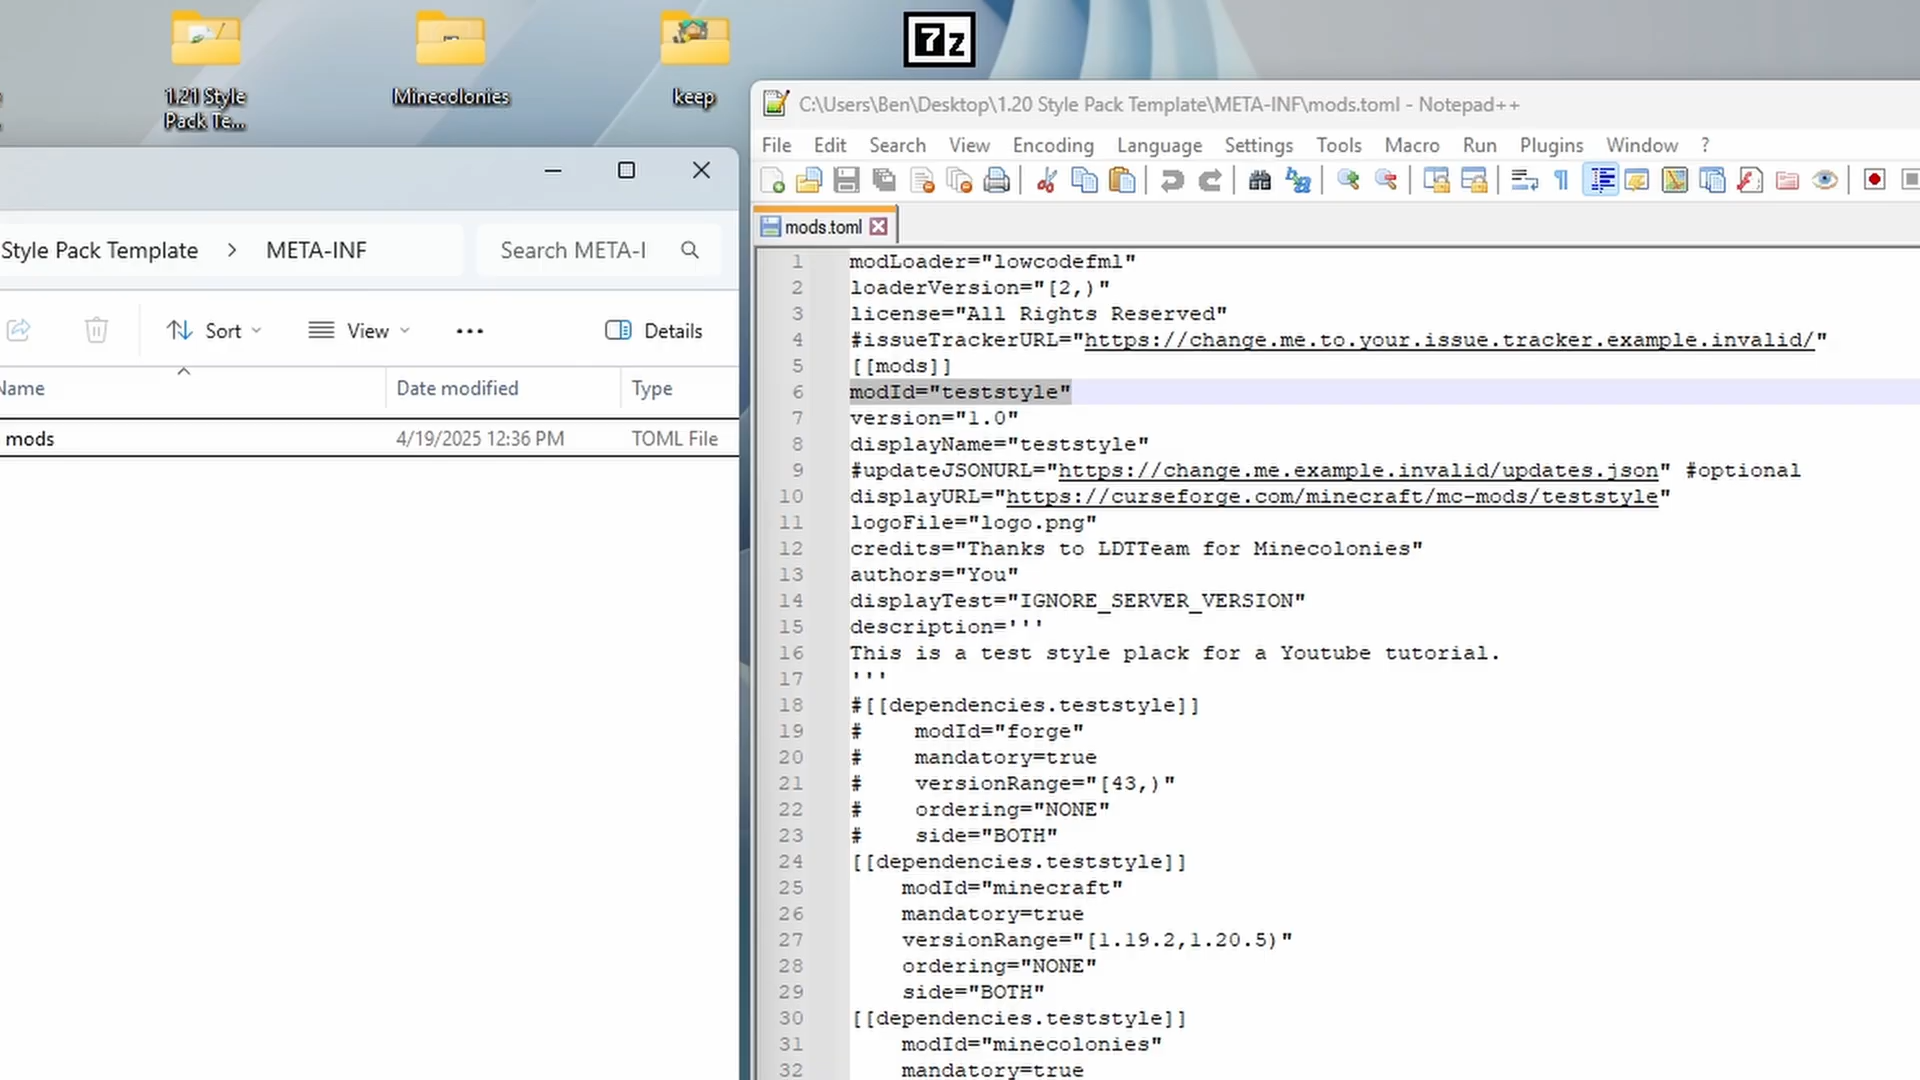 1.21 Style
Pack Te...
Minecolonies
keep
7z
Style Pack Template > META-INF
Search META-I
Sort
View
Details
Name
Date modified
Type
mods
4/19/2025 12:36 PM
TOML File
C:\Users\Ben\Desktop\1.20 Style Pack Template\META-INF\mods.toml - Notepad++
File Edit Search View Encoding Language Settings Tools Macro Run Plugins Window ?
mods.toml
1 modLoader="lowcodefml"
2 loaderVersion="[2,)"
3 license="All Rights Reserved"
4 #issueTrackerURL="https://change.me.to.your.issue.tracker.example.invalid/"
5 [[mods]]
6 modId="teststyle"
7 version="1.0"
8 displayName="teststyle"
9 #updateJSONURL="https://change.me.example.invalid/updates.json" #optional
10 displayURL="https://curseforge.com/minecraft/mc-mods/teststyle"
11 logoFile="logo.png"
12 credits="Thanks to LDTTeam for Minecolonies"
13 authors="You"
14 displayTest="IGNORE_SERVER_VERSION"
15 description='''
16 This is a test style plack for a Youtube tutorial.
17 '''
18 #[[dependencies.teststyle]]
19 #    modId="forge"
20 #    mandatory=true
21 #    versionRange="[43,)"
22 #    ordering="NONE"
23 #    side="BOTH"
24 [[dependencies.teststyle]]
25     modId="minecraft"
26     mandatory=true
27     versionRange="[1.19.2,1.20.5)"
28     ordering="NONE"
29     side="BOTH"
30 [[dependencies.teststyle]]
31     modId="minecolonies"
32     mandatory=true